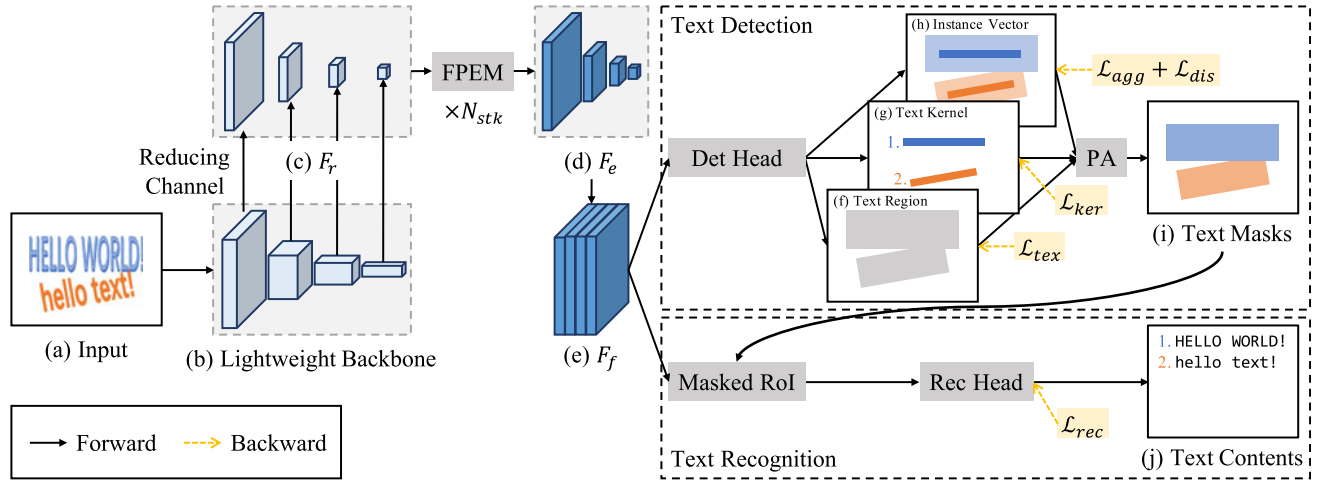 HELLO WORLD!
hello text!
(a) Input
(b) Lightweight Backbone
Reducing
Channel
(c) F_r
FPEM
×N_stk
(d) F_e
(e) F_f
Text Detection
Det Head
(h) Instance Vector
(g) Text Kernel
1.
2.
(f) Text Region
ℒ_agg + ℒ_dis
ℒ_ker
ℒ_tex
PA
(i) Text Masks
Masked RoI
Rec Head
ℒ_rec
1. HELLO WORLD!
2. hello text!
(j) Text Contents
Text Recognition
Forward
Backward